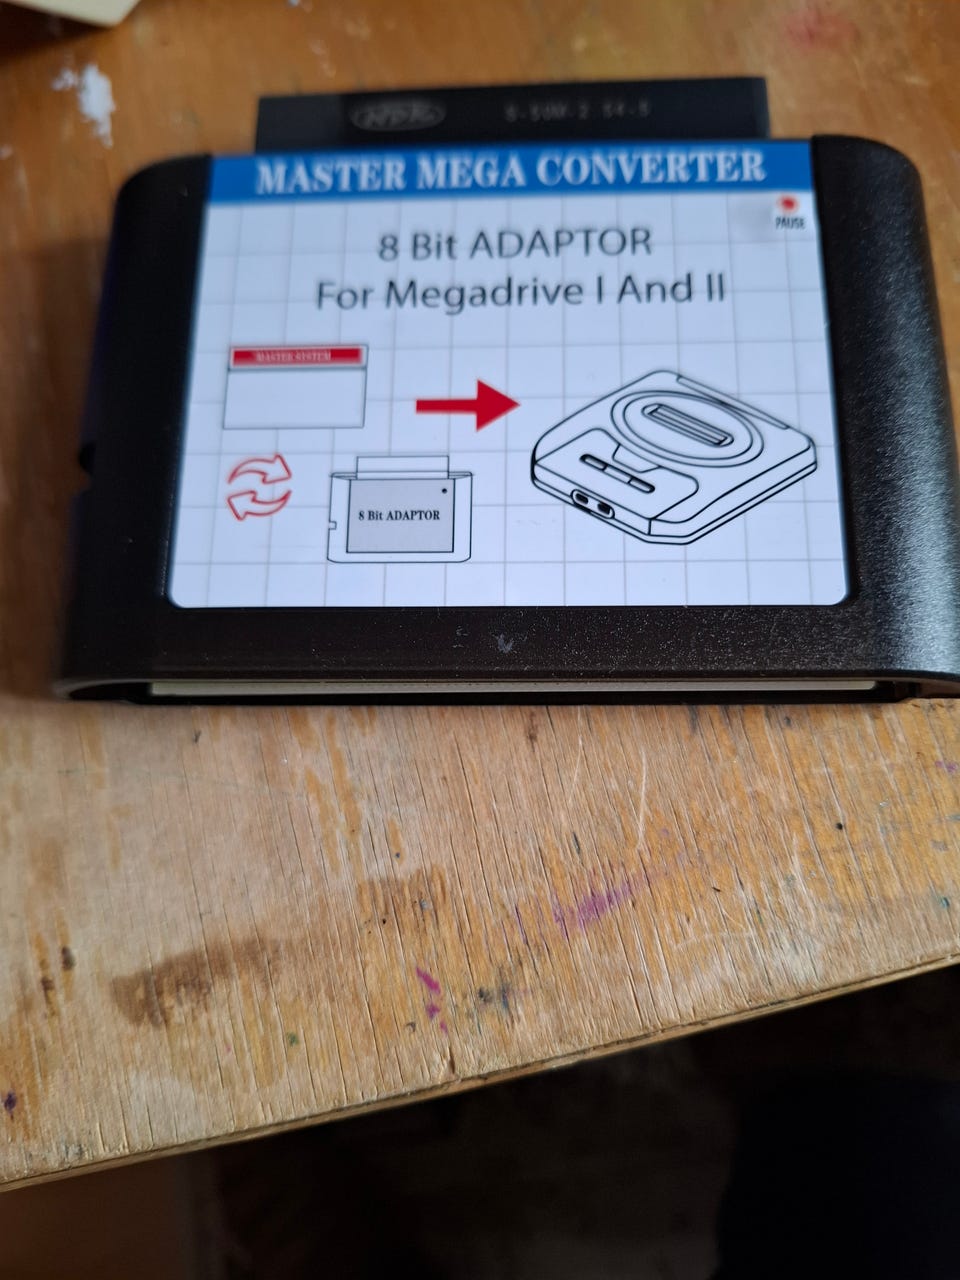 MASTER MEGA CONVERTER
PAUSE
8 Bit ADAPTOR
For Megadrive I And II
MASTER SYSTEM
8 Bit ADAPTOR